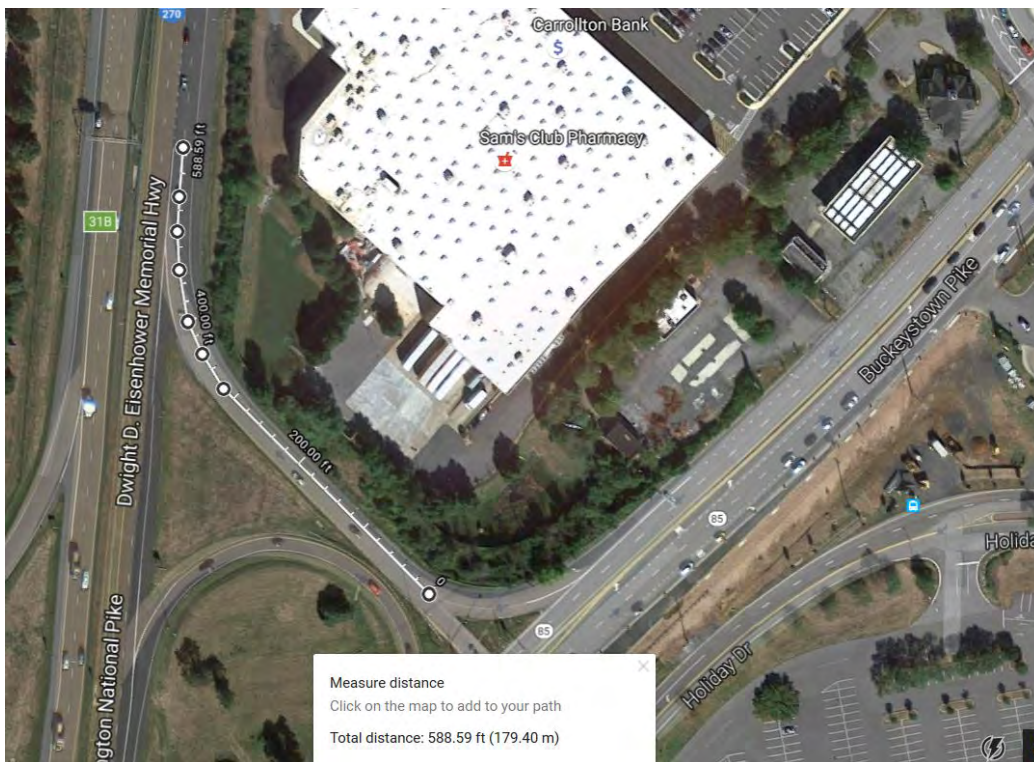 270
Carrollton Bank
$
Sam's Club Pharmacy
588.59 ft
31B
Dwight D. Eisenhower Memorial Hwy
400.00 ft
Buckeystown Pike
200.00 ft
85
0
Holida
85
Holiday Dr
ngton National Pike
Measure distance
Click on the map to add to your path
Total distance: 588.59 ft (179.40 m)